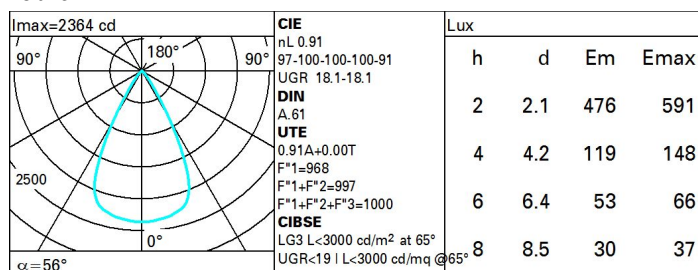 Imax=2364 cd
90°
180°
90°
2500
0°
α=56°
CIE
nL 0.91
97-100-100-100-91
UGR 18.1-18.1
DIN
A.61
UTE
0.91A+0.00T
F"1=968
F"1+F"2=997
F"1+F"2+F"3=1000
CIBSE
LG3 L<3000 cd/m² at 65°
UGR<19 | L<3000 cd/mq @65°
Lux
h d Em Emax
2 2.1 476 591
4 4.2 119 148
6 6.4 53 66
8 8.5 30 37